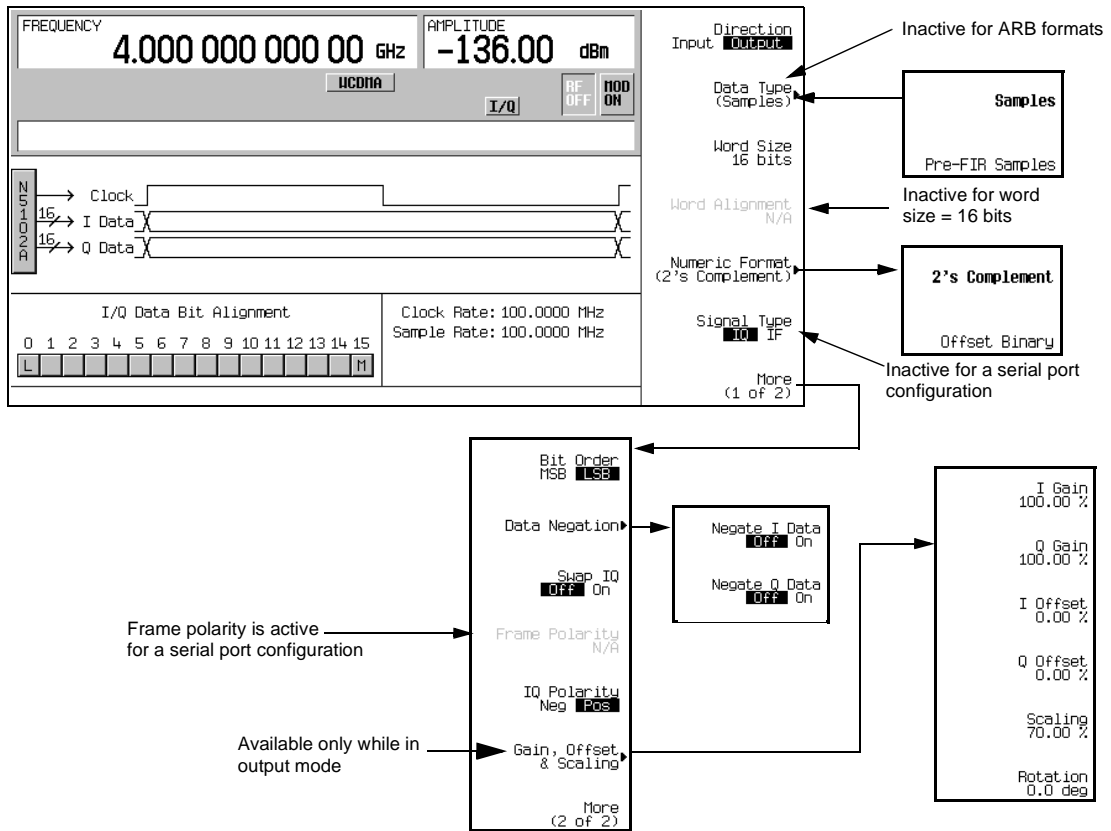 FREQUENCY
4.000 000 000 00 GHz
AMPLITUDE
-136.00 dBm
WCDMA
I/Q
RF OFF
MOD ON
N5102A
Clock
16 I Data
16 Q Data
I/Q Data Bit Alignment
0 1 2 3 4 5 6 7 8 9 10 11 12 13 14 15
L M
Clock Rate: 100.0000 MHz
Sample Rate: 100.0000 MHz
Direction
Input Output
Data Type
(Samples)
Word Size
16 bits
Word Alignment
N/A
Numeric Format
(2's Complement)
Signal Type
IQ IF
More
(1 of 2)
Inactive for ARB formats
Samples
Pre-FIR Samples
Inactive for word
size = 16 bits
2's Complement
Offset Binary
Inactive for a serial port
configuration
Bit Order
MSB LSB
Data Negation
Swap IQ
Off On
Frame Polarity
N/A
IQ Polarity
Neg Pos
Gain, Offset
& Scaling
More
(2 of 2)
Negate I Data
Off On
Negate Q Data
Off On
Frame polarity is active
for a serial port configuration
Available only while in
output mode
I Gain
100.00 %
Q Gain
100.00 %
I Offset
0.00 %
Q Offset
0.00 %
Scaling
70.00 %
Rotation
0.0 deg